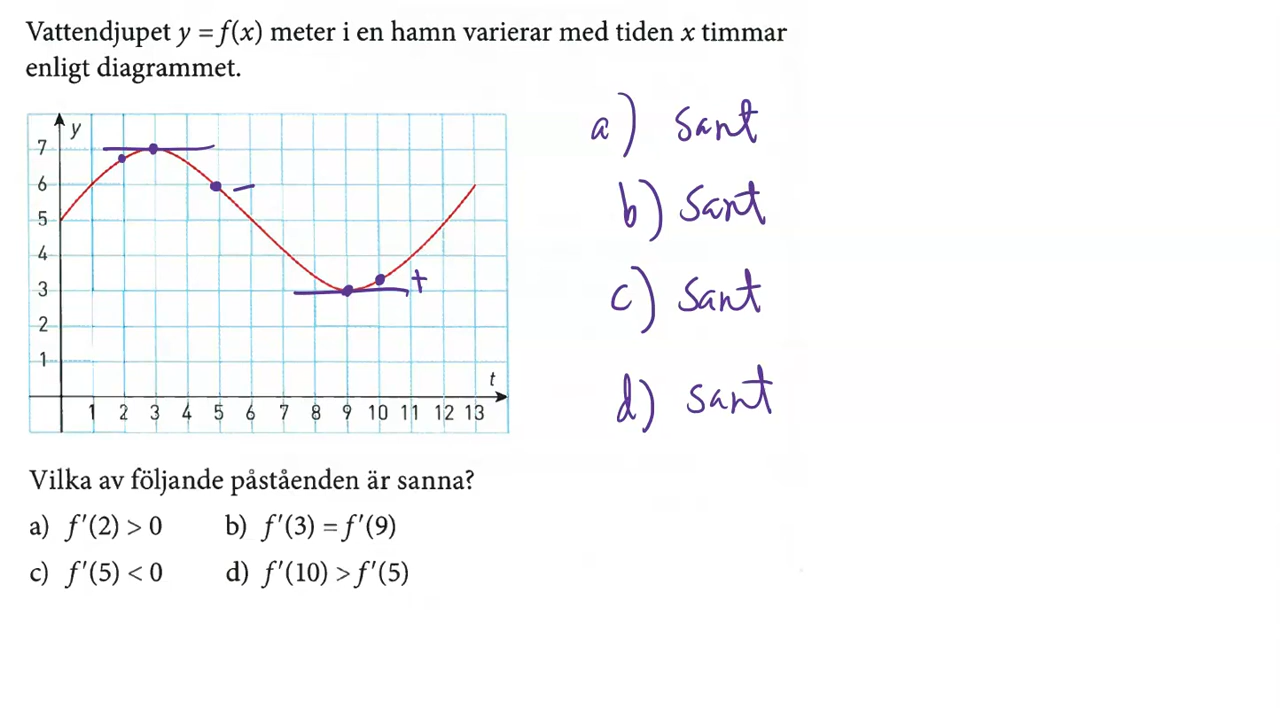 Vattendjupet y = f(x) meter i en hamn varierar med tiden x timmar
enligt diagrammet.
y
7
6
5
4
3
2
1
t
1 2 3 4 5 6 7 8 9 10 11 12 13
−
+
a) Sant
b) Sant
c) Sant
d) Sant
Vilka av följande påståenden är sanna?
a) f'(2) > 0 b) f'(3) = f'(9)
c) f'(5) < 0 d) f'(10) > f'(5)